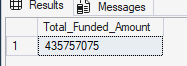 Results Messages
Total_Funded_Amount
1 435757075